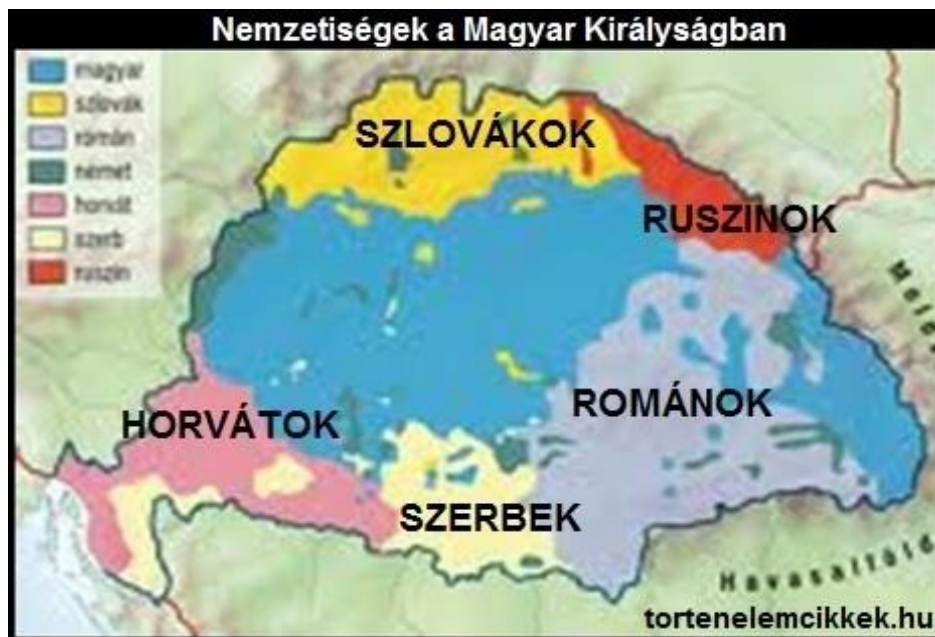 Nemzetiségek a Magyar Királyságban
magyar
szlovák
román
német
horvát
szerb
ruszin
SZLOVÁKOK
RUSZINOK
ROMÁNOK
HORVÁTOK
SZERBEK
Havasalföld
tortenelemcikkek.hu